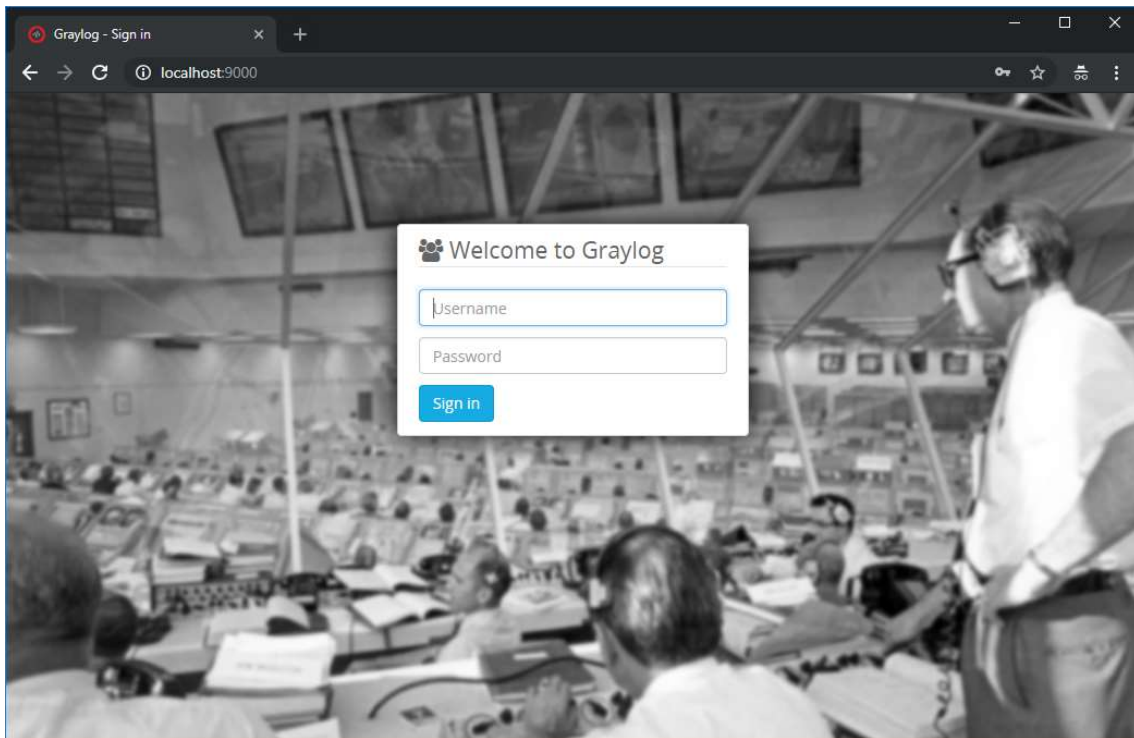 Graylog - Sign in
localhost:9000
Welcome to Graylog
Username
Password
Sign in